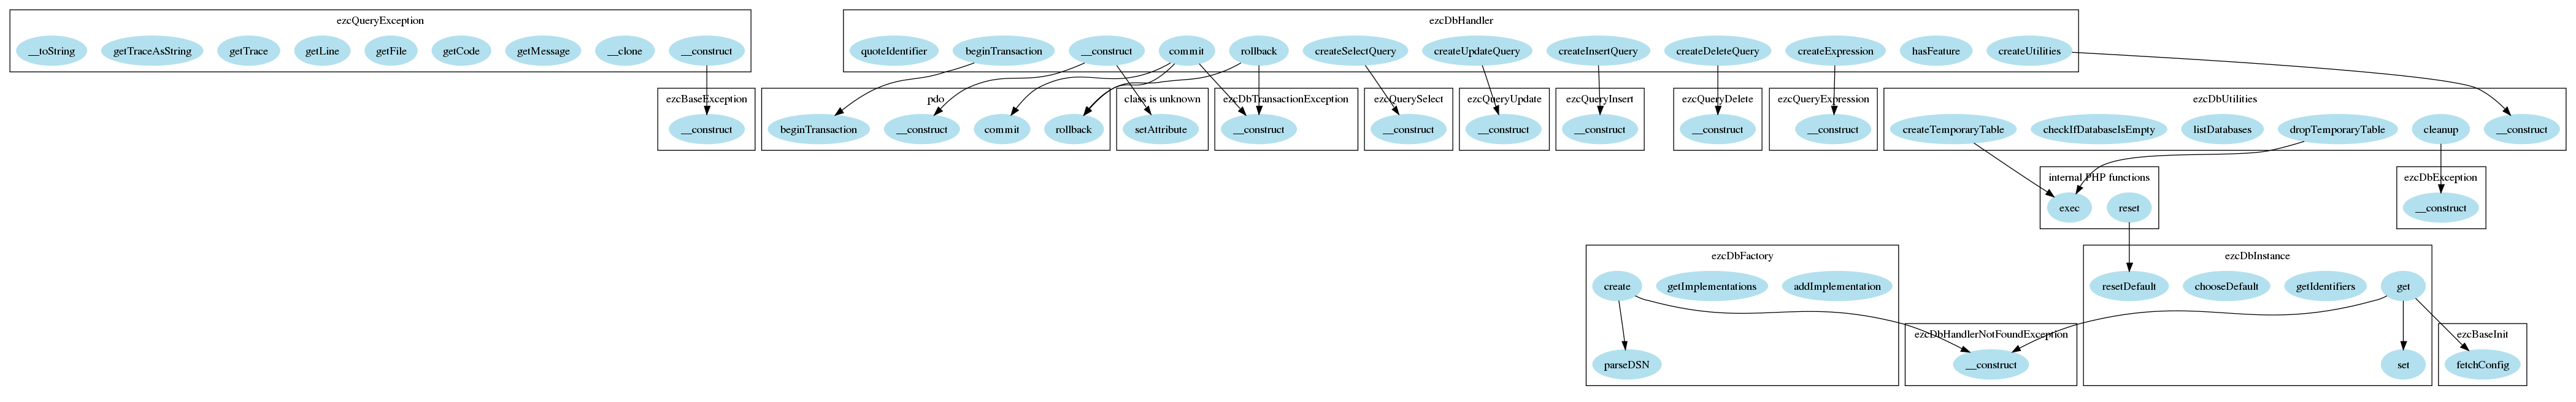 ezcQueryException
__toString
getTraceAsString
getTrace
getLine
getFile
getCode
getMessage
__clone
__construct
ezcDbHandler
quoteIdentifier
beginTransaction
__construct
commit
rollback
createSelectQuery
createUpdateQuery
createInsertQuery
createDeleteQuery
createExpression
hasFeature
createUtilities
ezcBaseException
__construct
pdo
beginTransaction
__construct
commit
rollback
class is unknown
setAttribute
ezcDbTransactionException
__construct
ezcQuerySelect
__construct
ezcQueryUpdate
__construct
ezcQueryInsert
__construct
ezcQueryDelete
__construct
ezcQueryExpression
__construct
ezcDbUtilities
createTemporaryTable
checkIfDatabaseIsEmpty
listDatabases
dropTemporaryTable
cleanup
__construct
internal PHP functions
exec
reset
ezcDbException
__construct
ezcDbFactory
create
getImplementations
addImplementation
parseDSN
ezcDbHandlerNotFoundException
__construct
ezcDbInstance
resetDefault
chooseDefault
getIdentifiers
get
set
ezcBaseInit
fetchConfig